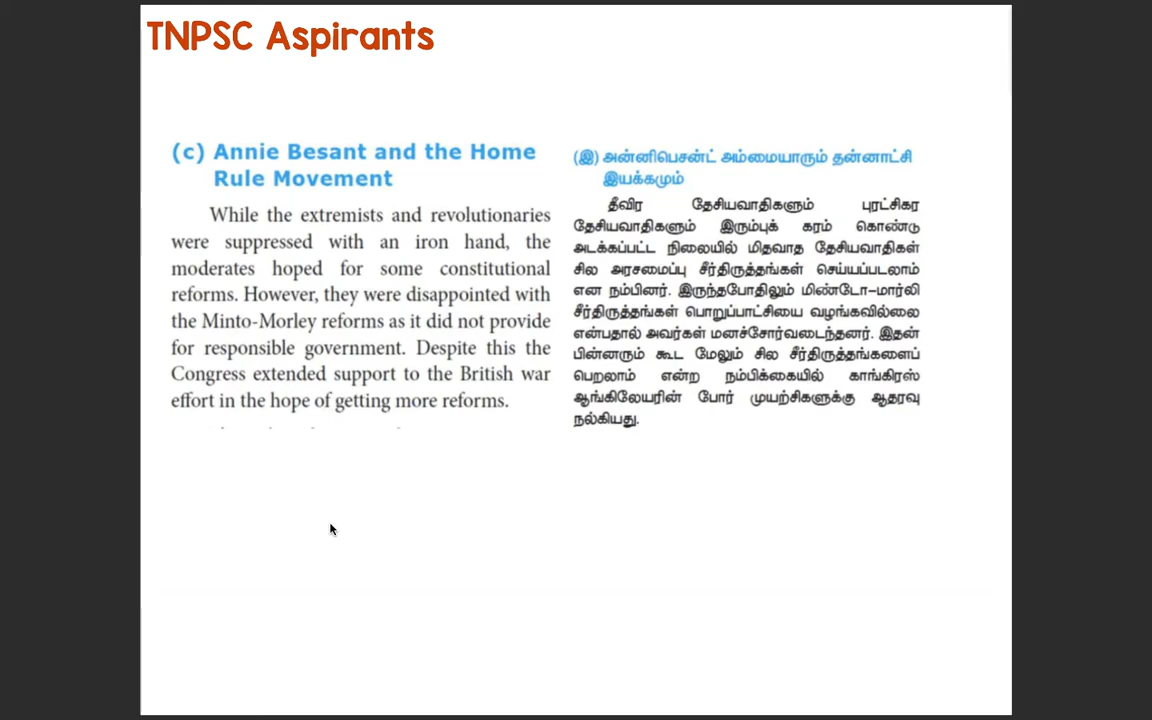 TNPSC Aspirants
(c) Annie Besant and the Home
Rule Movement
While the extremists and revolutionaries
were suppressed with an iron hand, the
moderates hoped for some constitutional
reforms. However, they were disappointed with
the Minto-Morley reforms as it did not provide
for responsible government. Despite this the
Congress extended support to the British war
effort in the hope of getting more reforms.
(இ) அன்னிபெசன்ட் அம்மையாரும் தன்னாட்சி
இயக்கமும்
தீவிர தேசியவாதிகளும் புரட்சிகர
தேசியவாதிகளும் இரும்புக் கரம் கொண்டு
அடக்கப்பட்ட நிலையில் மிதவாத தேசியவாதிகள்
சில அரசமைப்பு சீர்திருத்தங்கள் செய்யப்படலாம்
என நம்பினர். இருந்தபோதிலும் மிண்டோ–மார்லி
சீர்திருத்தங்கள் பொறுப்பாட்சியை வழங்கவில்லை
என்பதால் அவர்கள் மனச்சோர்வடைந்தனர். இதன்
பின்னரும் கூட மேலும் சில சீர்திருத்தங்களைப்
பெறலாம் என்ற நம்பிக்கையில் காங்கிரஸ்
ஆங்கிலேயரின் போர் முயற்சிகளுக்கு ஆதரவு
நல்கியது.